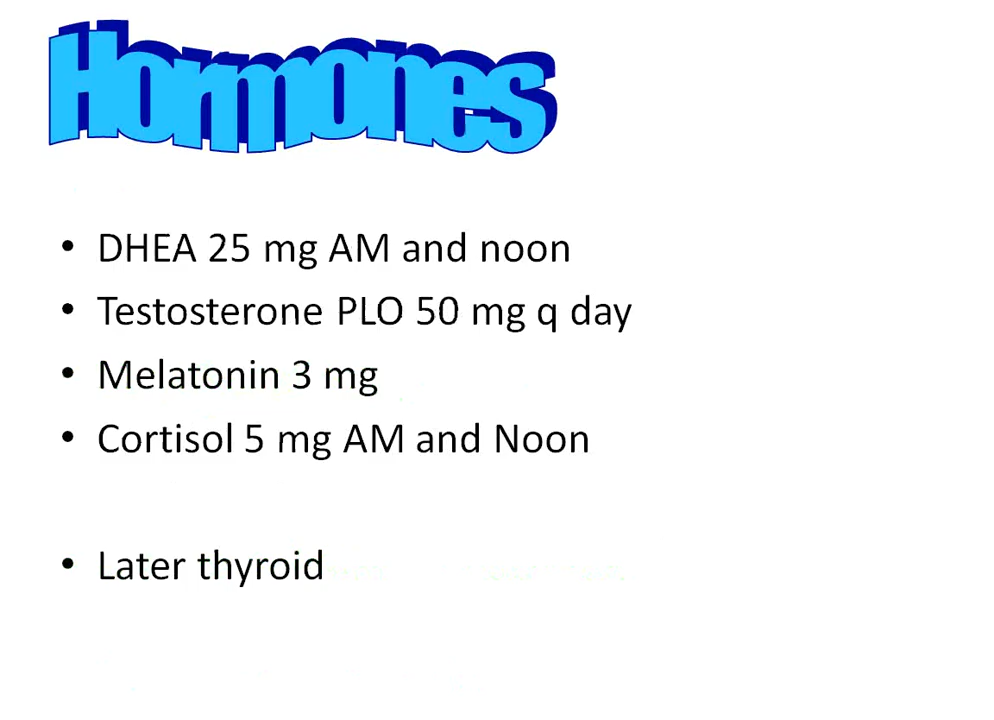 Hormones
• DHEA 25 mg AM and noon
• Testosterone PLO 50 mg q day
• Melatonin 3 mg
• Cortisol 5 mg AM and Noon
• Later thyroid